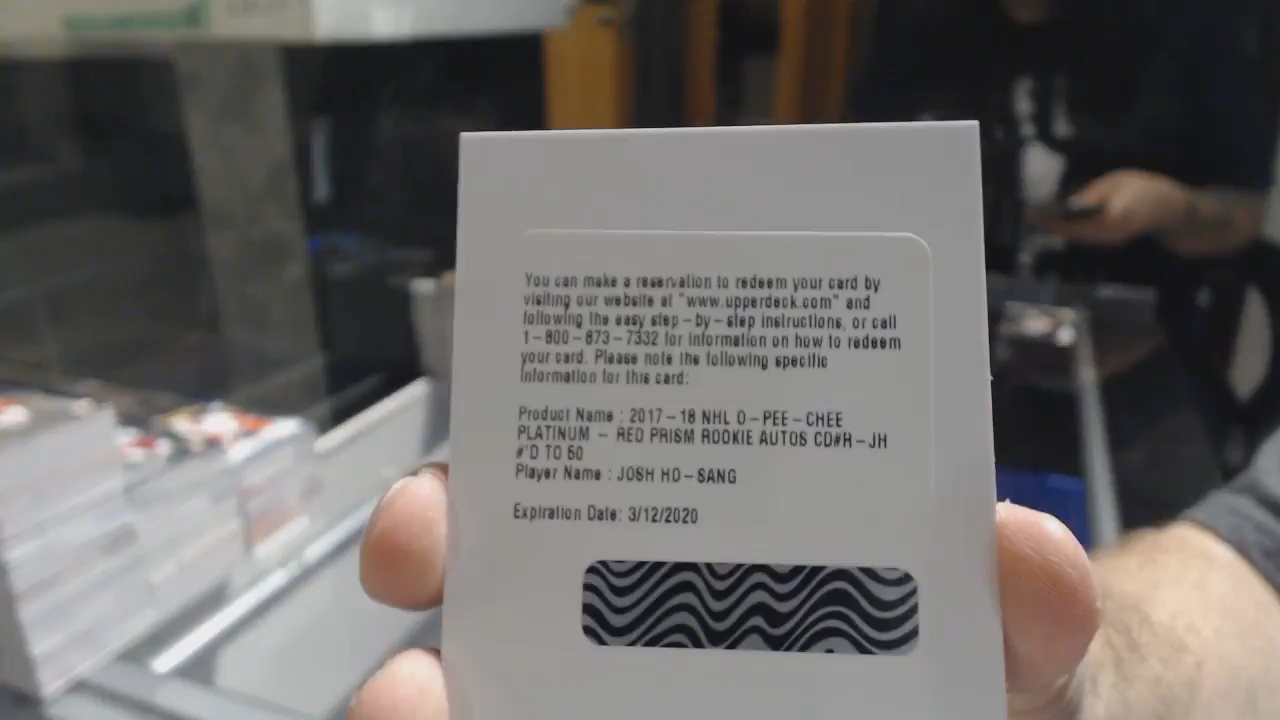 You can make a reservation to redeem your card by
visiting our website at "www.upperdeck.com" and
following the easy step-by-step instructions, or call
1-800-873-7332 for information on how to redeem
your card. Please note the following specific
information for this card:
Product Name : 2017-18 NHL O-PEE-CHEE
PLATINUM - RED PRISM ROOKIE AUTOS CD#R-JH
#'D TO 50
Player Name : JOSH HO-SANG
Expiration Date: 3/12/2020